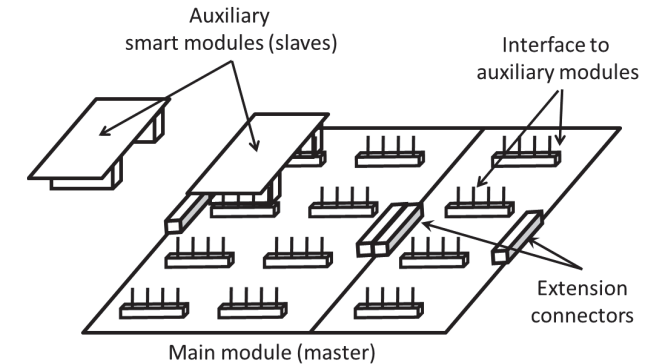 Auxiliary
smart modules (slaves)
Interface to
auxiliary modules
Extension
connectors
Main module (master)